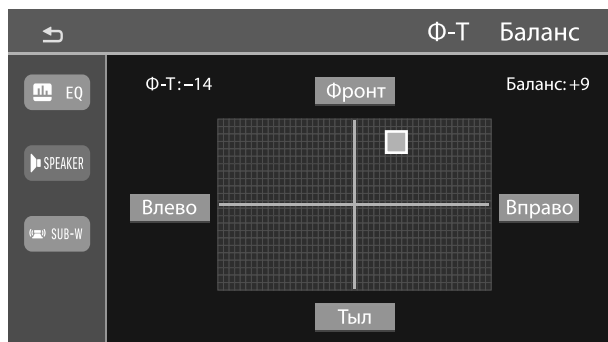 Ф-Т Баланс
EQ
Ф-Т:–14
Фронт
Баланс:+9
SPEAKER
Влево
Вправо
SUB-W
Тыл